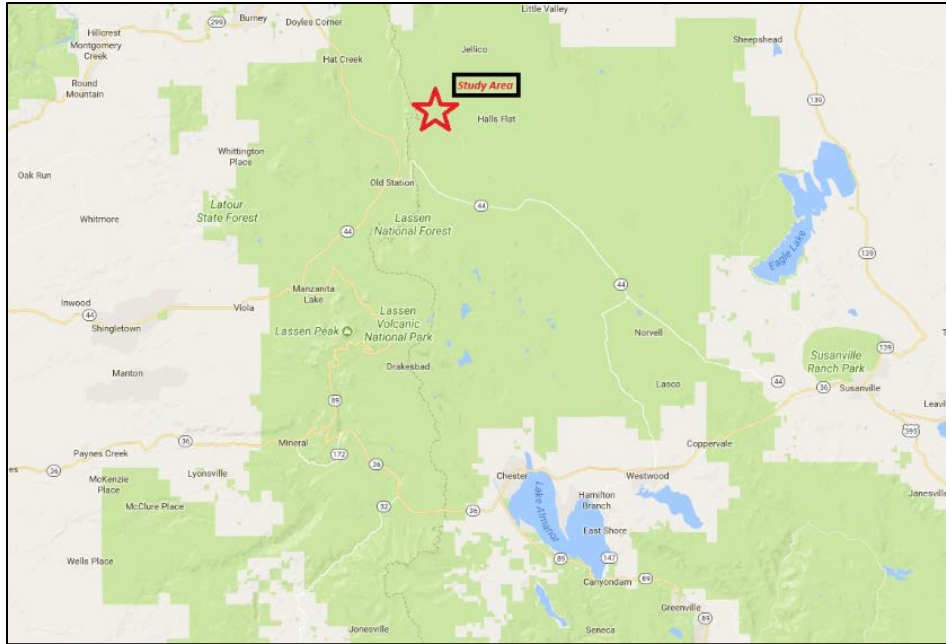 Little Valley
Hillcrest
Burney
Doyles Corner
299
Montgomery
Creek
Sheepshead
Jellico
Hat Creek
Round
Mountain
Study Area
139
Halls Flat
Whittington
Place
Oak Run
Old Station
Latour
State Forest
44
Whitmore
Lassen
National Forest
44
Eagle Lake
139
Manzanita
Lake
44
Inwood
44
Viola
Shingletown
Lassen
Volcanic
National Park
Lassen Peak
Norvell
139
Susanville
Ranch Park
Manton
Drakesbad
Lasco
44
36
Susanville
89
395
Mineral
36
Coppervale
Paynes Creek
172
36
36
Lyonsville
McKenzie
Place
Chester
Westwood
Janesville
Hamilton
Branch
McClure Place
32
36
Lake Almanor
East Shore
Wells Place
89
147
Canyondam
89
Greenville
Jonesville
Seneca